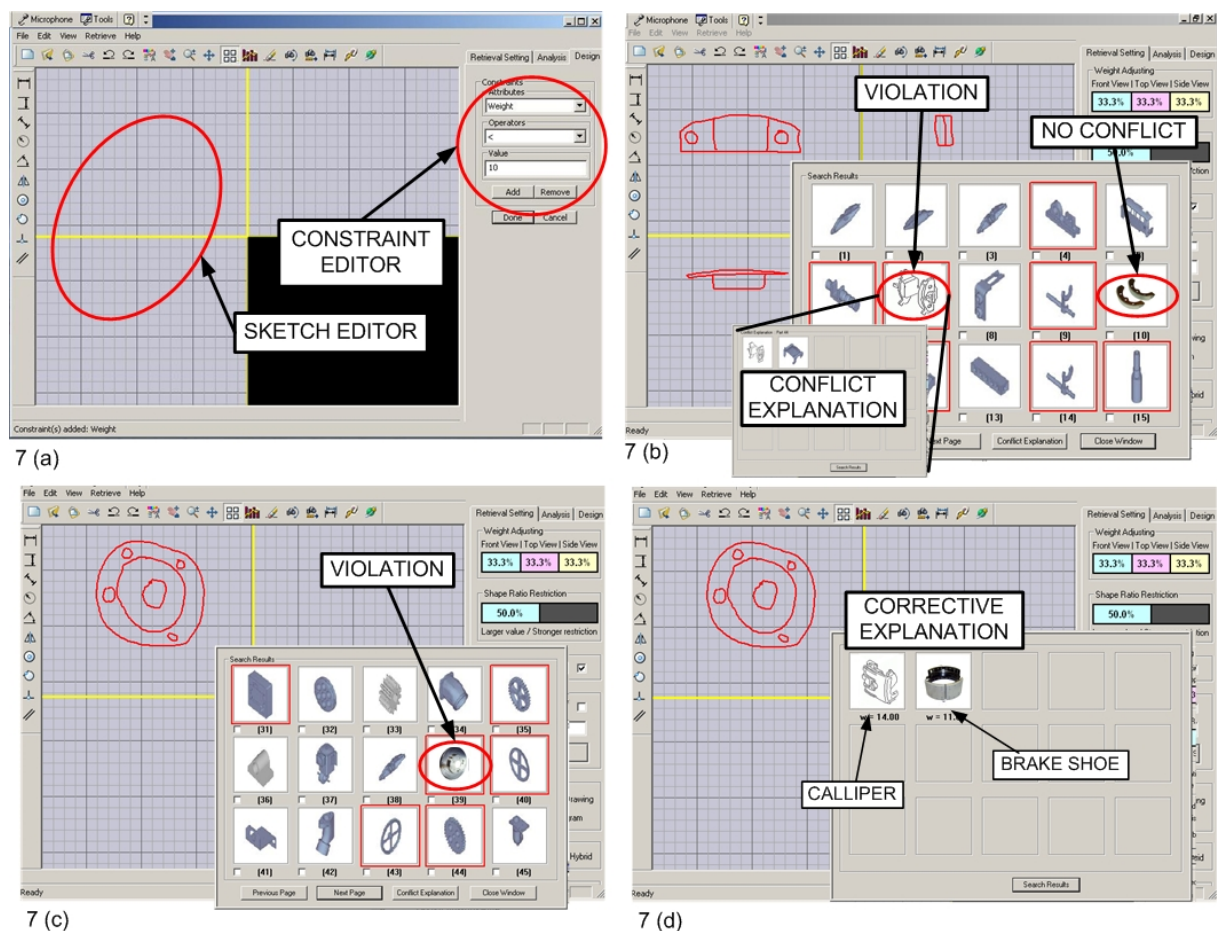 Microphone Tools
File Edit View Retrieve Help
Retrieval Setting Analysis Design
Constraints
Attributes
Weight
Operators
<
Value
10
Add Remove
Done Cancel
CONSTRAINT
EDITOR
SKETCH EDITOR
Constraint(s) added: Weight
7 (a)
Microphone Tools
File Edit View Retrieve Help
Retrieval Setting Analysis Design
Weight Adjusting
Front View | Top View | Side View
33.3% 33.3% 33.3%
VIOLATION
NO CONFLICT
Search Results
(1) (3) (4)
(8) (9) (10)
CONFLICT
EXPLANATION
(13) (14) (15)
Next Page Conflict Explanation Close Window
Search Results
Ready
7 (b)
File Edit View Retrieve Help
Retrieval Setting Analysis Design
Weight Adjusting
Front View | Top View | Side View
33.3% 33.3% 33.3%
Shape Ratio Restriction
50.0%
Larger value / Stronger restriction
VIOLATION
Search Results
(31) (32) (33) (34) (35)
(36) (37) (38) (39) (40)
(41) (42) (43) (44) (45)
Previous Page Next Page Conflict Explanation Close Window
Ready
7 (c)
File Edit View Retrieve Help
Retrieval Setting Analysis Design
Weight Adjusting
Front View | Top View | Side View
33.3% 33.3% 33.3%
Shape Ratio Restriction
50.0%
CORRECTIVE
EXPLANATION
w = 14.00
BRAKE SHOE
CALLIPER
Search Results
Ready
7 (d)